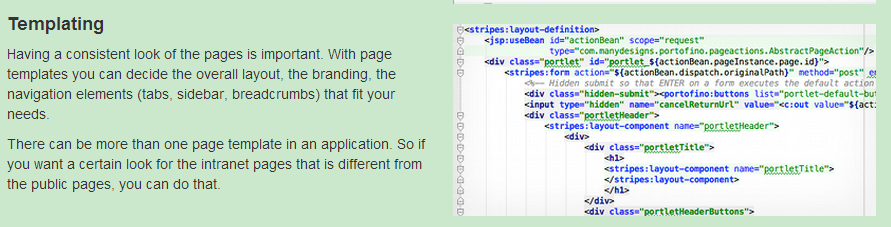 Templating
Having a consistent look of the pages is important. With page
templates you can decide the overall layout, the branding, the
navigation elements (tabs, sidebar, breadcrumbs) that fit your
needs.
There can be more than one page template in an application. So if
you want a certain look for the intranet pages that is different from
the public pages, you can do that.
<stripes:layout-definition>
<jsp:useBean id="actionBean" scope="request"
type="com.manydesigns.portofino.pageactions.AbstractPageAction"/>
<div class="portlet" id="portlet_${actionBean.pageInstance.page.id}">
<stripes:form action="${actionBean.dispatch.originalPath}" method="post"
<%-- Hidden submit so that ENTER on a form executes the default action
<div class="hidden-submit"><portofino:buttons list="portlet-default-but
<input type="hidden" name="cancelReturnUrl" value="<c:out value="${acti
<div class="portletHeader">
<stripes:layout-component name="portletHeader">
<div>
<div class="portletTitle">
<h1>
<stripes:layout-component name="portletTitle">
</stripes:layout-component>
</h1>
</div>
<div class="portletHeaderButtons">